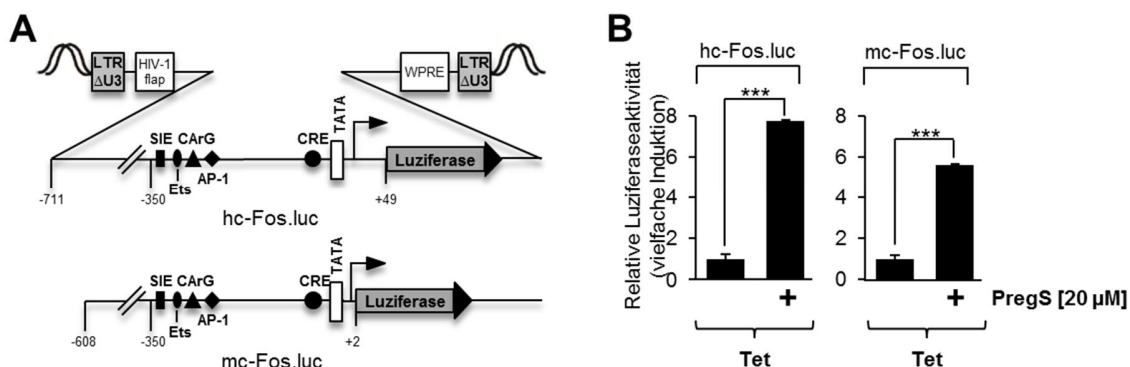 A
LTR
ΔU3
HIV-1
flap
WPRE
LTR
ΔU3
SIE CArG
CRE
TATA
Luziferase
Ets
AP-1
-711
-350
+49
hc-Fos.luc
SIE CArG
CRE
TATA
Luziferase
Ets
AP-1
-608
-350
+2
mc-Fos.luc
B
hc-Fos.luc
mc-Fos.luc
Relative Luziferaseaktivität
(vielfache Induktion)
8
6
4
2
0
***
8
6
4
2
0
***
+
+
PregS [20 µM]
Tet
Tet